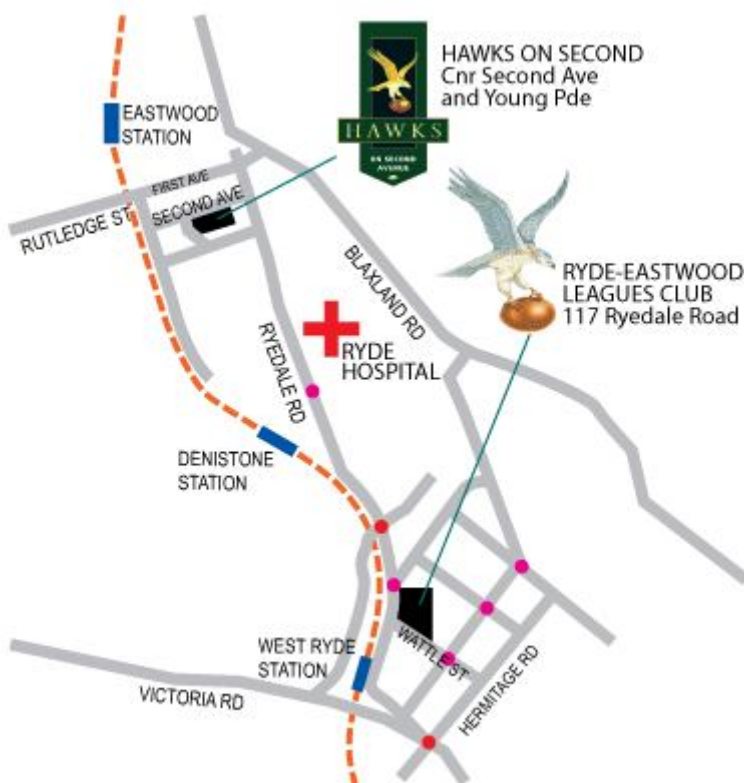 HAWKS ON SECOND
Cnr Second Ave
and Young Pde
HAWKS
ON SECOND
AVENUE
EASTWOOD
STATION
FIRST AVE
SECOND AVE
RUTLEDGE ST
BLAXLAND RD
RYDE-EASTWOOD
LEAGUES CLUB
117 Ryedale Road
RYEDALE RD
RYDE
HOSPITAL
DENISTONE
STATION
WEST RYDE
STATION
WATTLE ST
HERMITAGE RD
VICTORIA RD